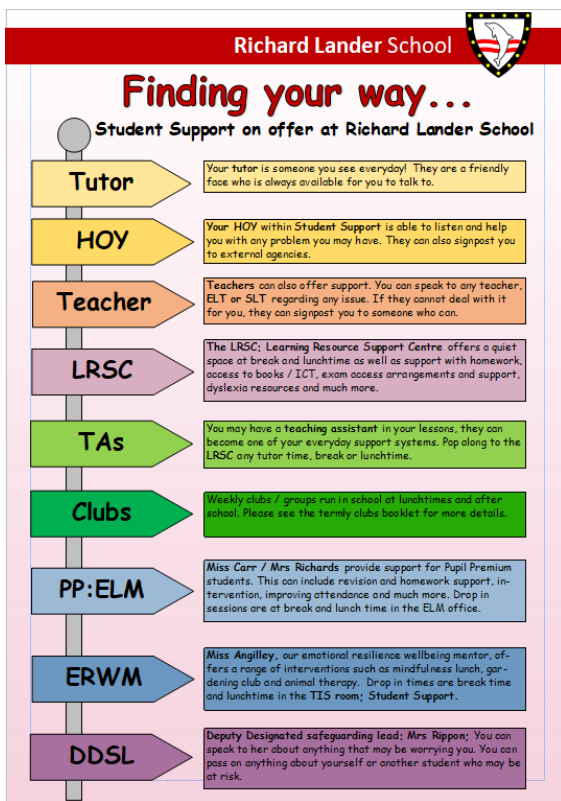 Richard Lander School
Finding your way...
Student Support on offer at Richard Lander School
Tutor
Your tutor is someone you see everyday! They are a friendly
face who is always available for you to talk to.
HOY
Your HOY within Student Support is able to listen and help
you with any problem you may have. They can also signpost you
to external agencies.
Teacher
Teachers can also offer support. You can speak to any teacher,
ELT or SLT regarding any issue. If they cannot deal with it
for you, they can signpost you to someone who can.
LRSC
The LRSC; Learning Resource Support Centre offers a quiet
space at break and lunchtime as well as support with homework,
access to books / ICT, exam access arrangements and support,
dyslexia resources and much more.
TAs
You may have a teaching assistant in your lessons, they can
become one of your everyday support systems. Pop along to the
LRSC any tutor time, break or lunchtime.
Clubs
Weekly clubs / groups run in school at lunchtimes and after
school. Please see the termly clubs booklet for more details.
PP:ELM
Miss Carr / Mrs Richards provide support for Pupil Premium
students. This can include revision and homework support, in-
tervention, improving attendance and much more. Drop in
sessions are at break and lunch time in the ELM office.
ERWM
Miss Angilley, our emotional resilience wellbeing mentor, of-
fers a range of interventions such as mindfulness lunch, gar-
dening club and animal therapy. Drop in times are break time
and lunchtime in the TIS room; Student Support.
DDSL
Deputy Designated safeguarding lead; Mrs Rippon; You can
speak to her about anything that may be worrying you. You can
pass on anything about yourself or another student who may be
at risk.